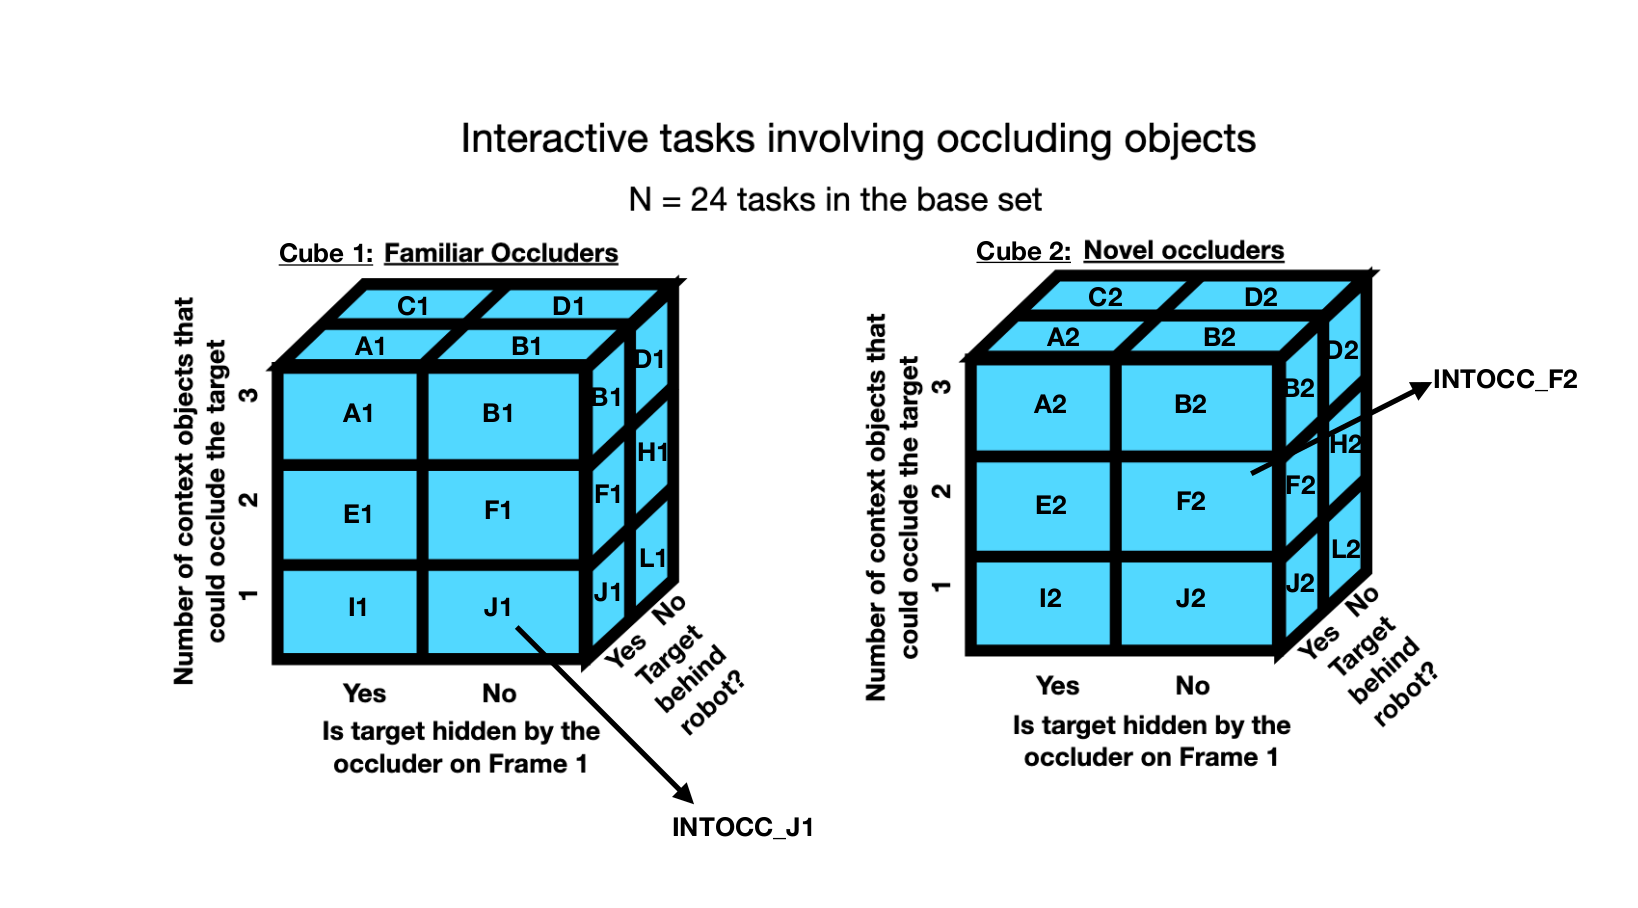 Interactive tasks involving occluding objects
N = 24 tasks in the base set
Cube 1: Familiar Occluders
Number of context objects that
could occlude the target
3
2
1
C1
D1
A1
B1
A1
B1
B1
D1
E1
F1
F1
H1
I1
J1
J1
L1
Yes
No
Is target hidden by the
occluder on Frame 1
Yes
No
Target
behind
robot?
INTOCC_J1
Cube 2: Novel occluders
Number of context objects that
could occlude the target
3
2
1
C2
D2
A2
B2
A2
B2
B2
D2
E2
F2
F2
H2
I2
J2
J2
L2
Yes
No
Is target hidden by the
occluder on Frame 1
Yes
No
Target
behind
robot?
INTOCC_F2